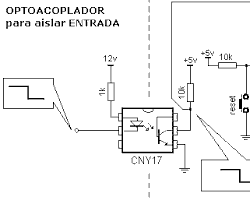 OPTOACOPLADOR
para aislar ENTRADA
12v
+5v
+5v
10k
1k
10k
reset
CNY17